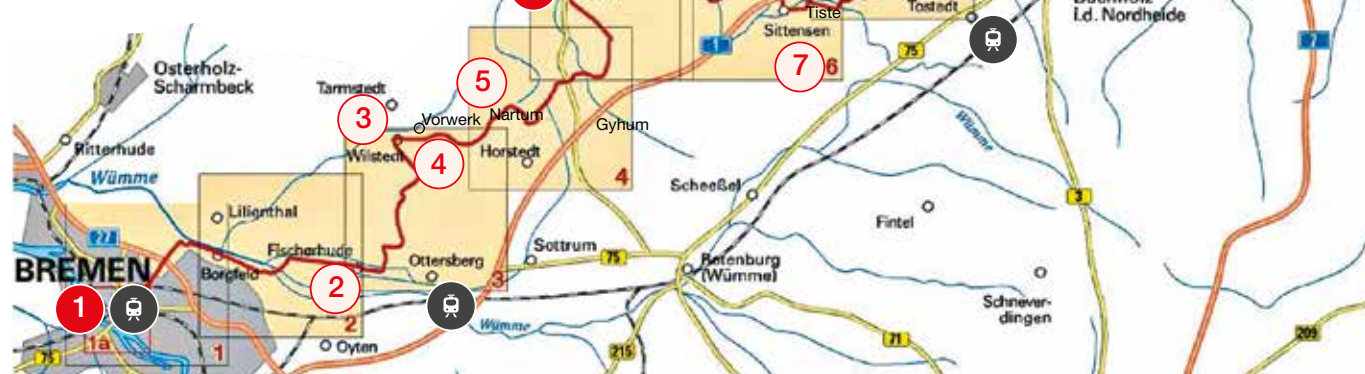 Tiste
Tostedt
i.d. Nordheide
Sittensen
7
6
75
Osterholz-
Scharmbeck
Tarmstedt
5
3
Vorwerk
Nartum
Gyhum
Ritterhude
Wilstedt
4
Horstedt
4
Wümme
Wümme
Scheeßel
3
Lilienthal
Fintel
27
Fischerhude
Sottrum
75
BREMEN
Borgfeld
Ottersberg
3
Rotenburg
(Wümme)
1
2
2
Wümme
Schnever-
dingen
1a
1
Oyten
75
215
71
209